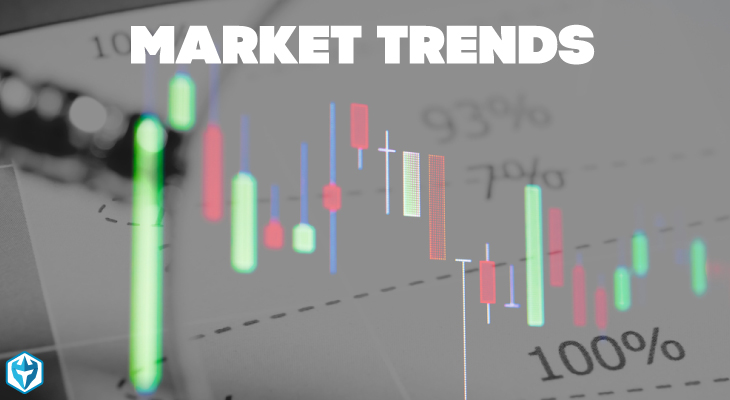 MARKET TRENDS
93%
7%
100%